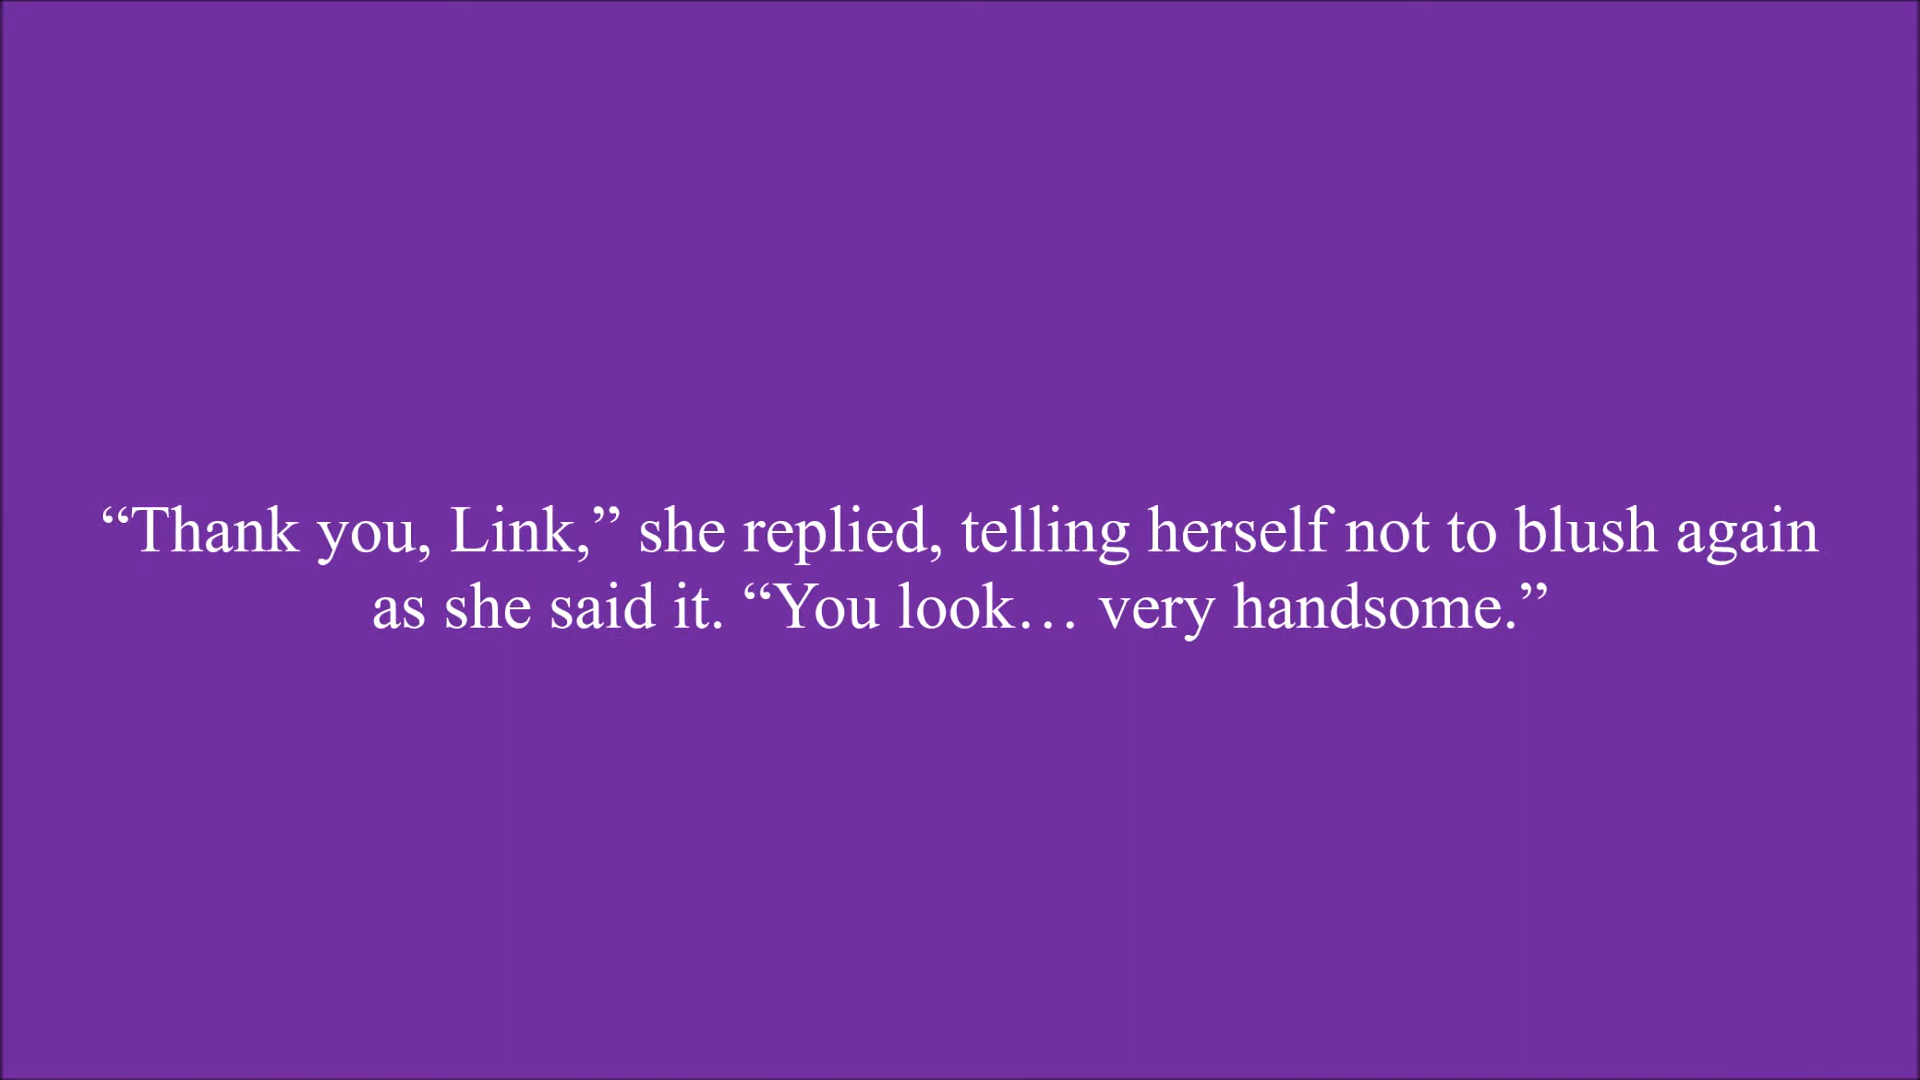 “Thank you, Link,” she replied, telling herself not to blush again
as she said it. “You look… very handsome.”